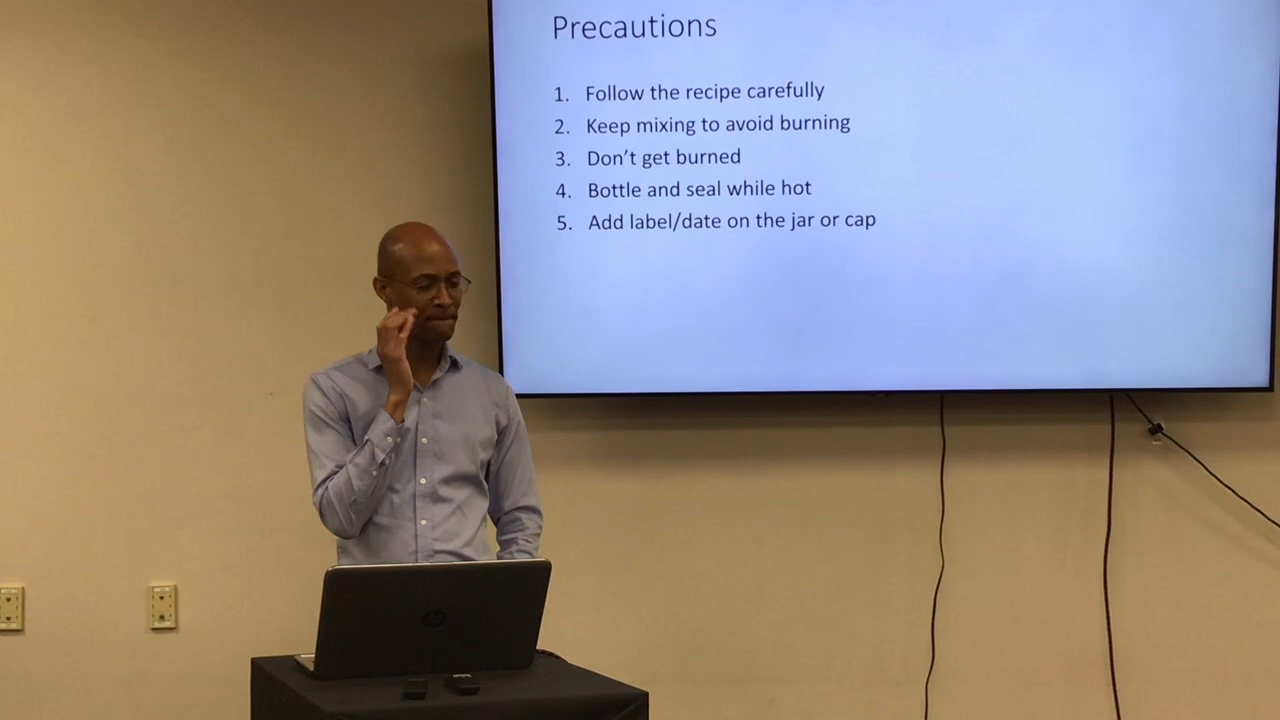 Precautions
1. Follow the recipe carefully
2. Keep mixing to avoid burning
3. Don't get burned
4. Bottle and seal while hot
5. Add label/date on the jar or cap
hp